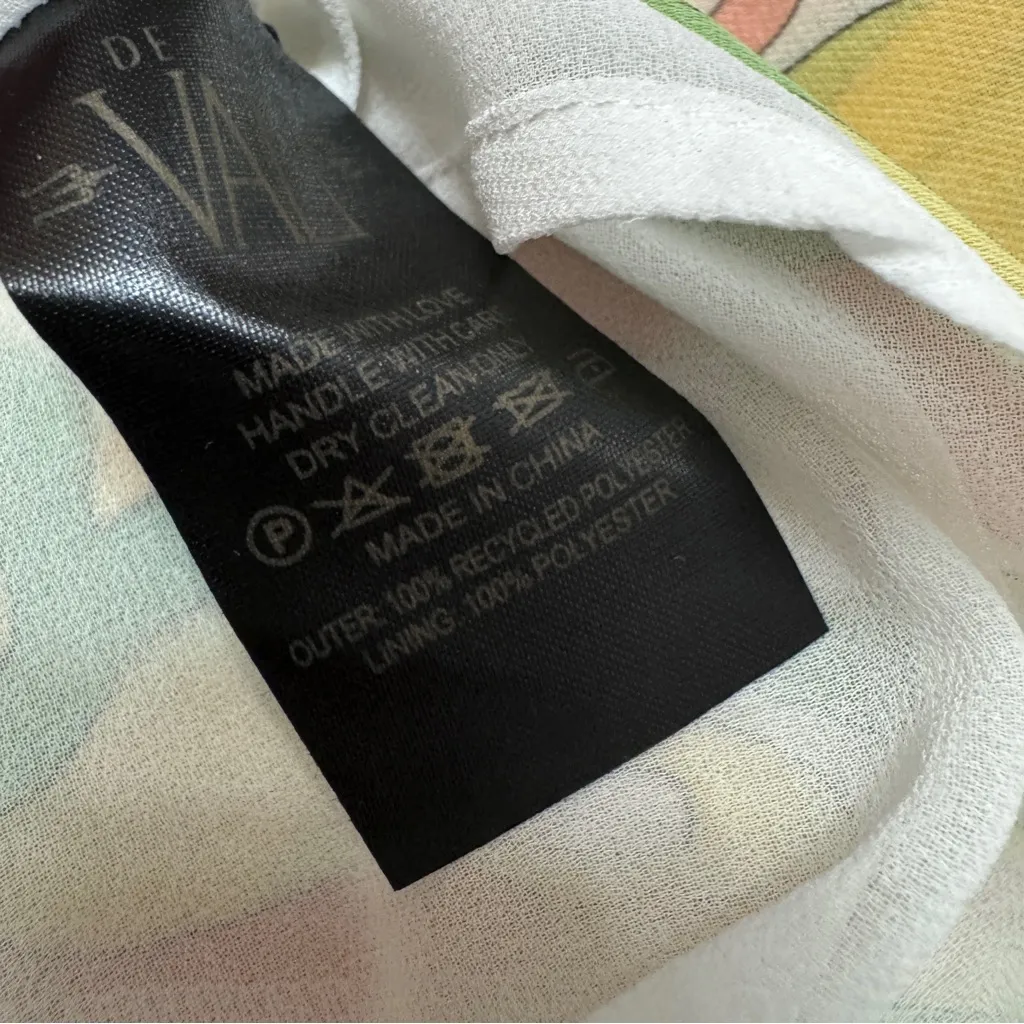 DE
VAL
MADE WITH LOVE
HANDLE WITH CARE
DRY CLEAN ONLY
P
MADE IN CHINA
OUTER: 100% RECYCLED POLYESTER
LINING: 100% POLYESTER